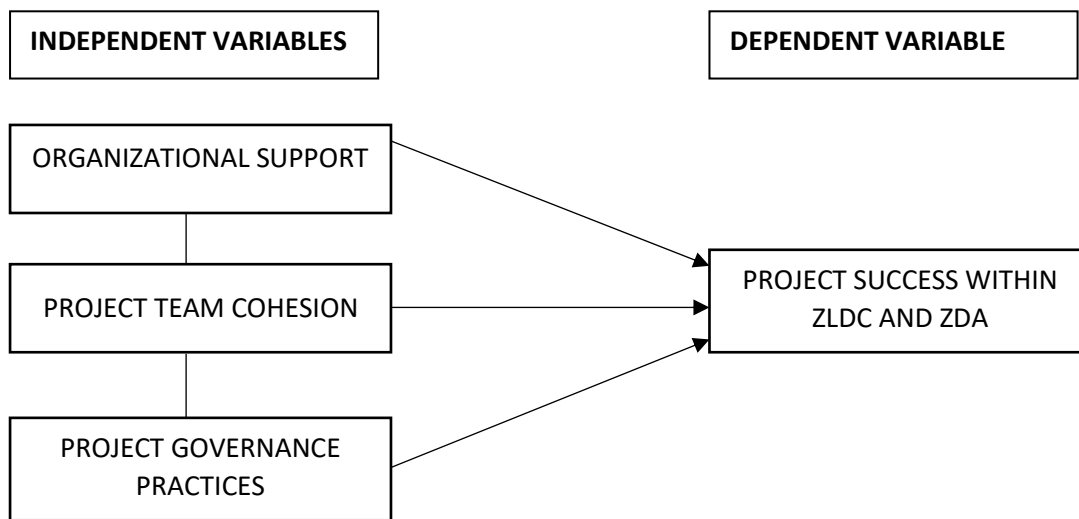 INDEPENDENT VARIABLES
DEPENDENT VARIABLE
ORGANIZATIONAL SUPPORT
PROJECT TEAM COHESION
PROJECT SUCCESS WITHIN
ZLDC AND ZDA
PROJECT GOVERNANCE
PRACTICES